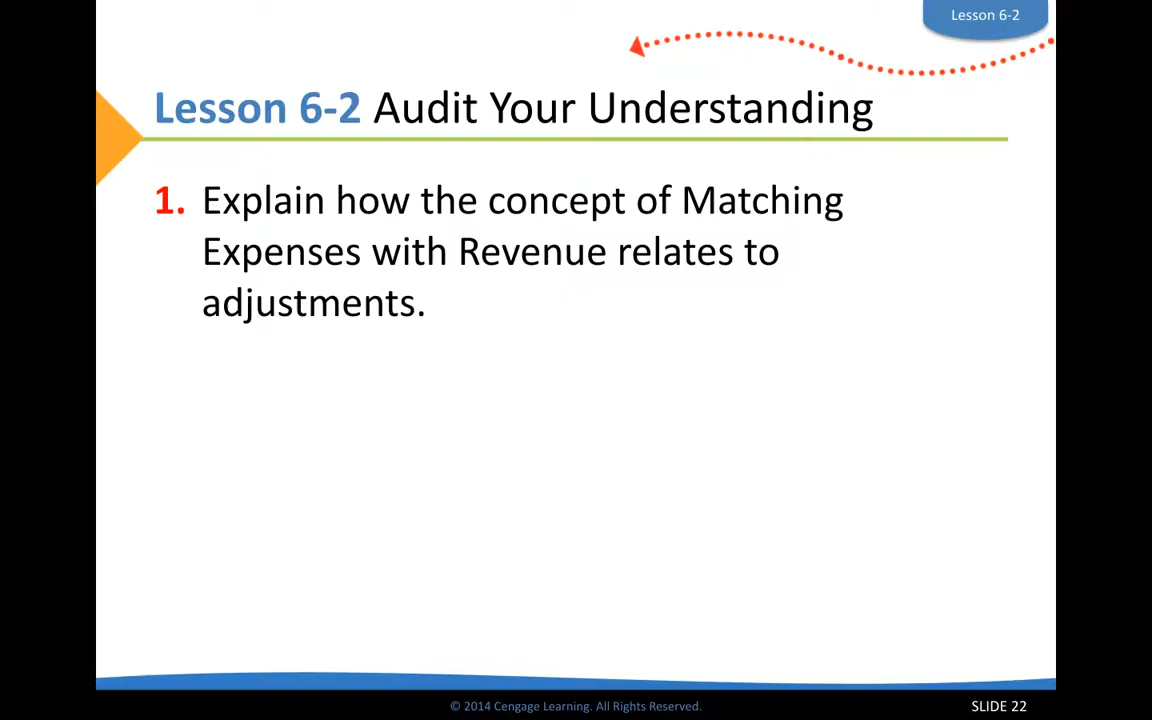 Lesson 6-2
Lesson 6-2 Audit Your Understanding
1. Explain how the concept of Matching
Expenses with Revenue relates to
adjustments.
© 2014 Cengage Learning. All Rights Reserved.
SLIDE 22